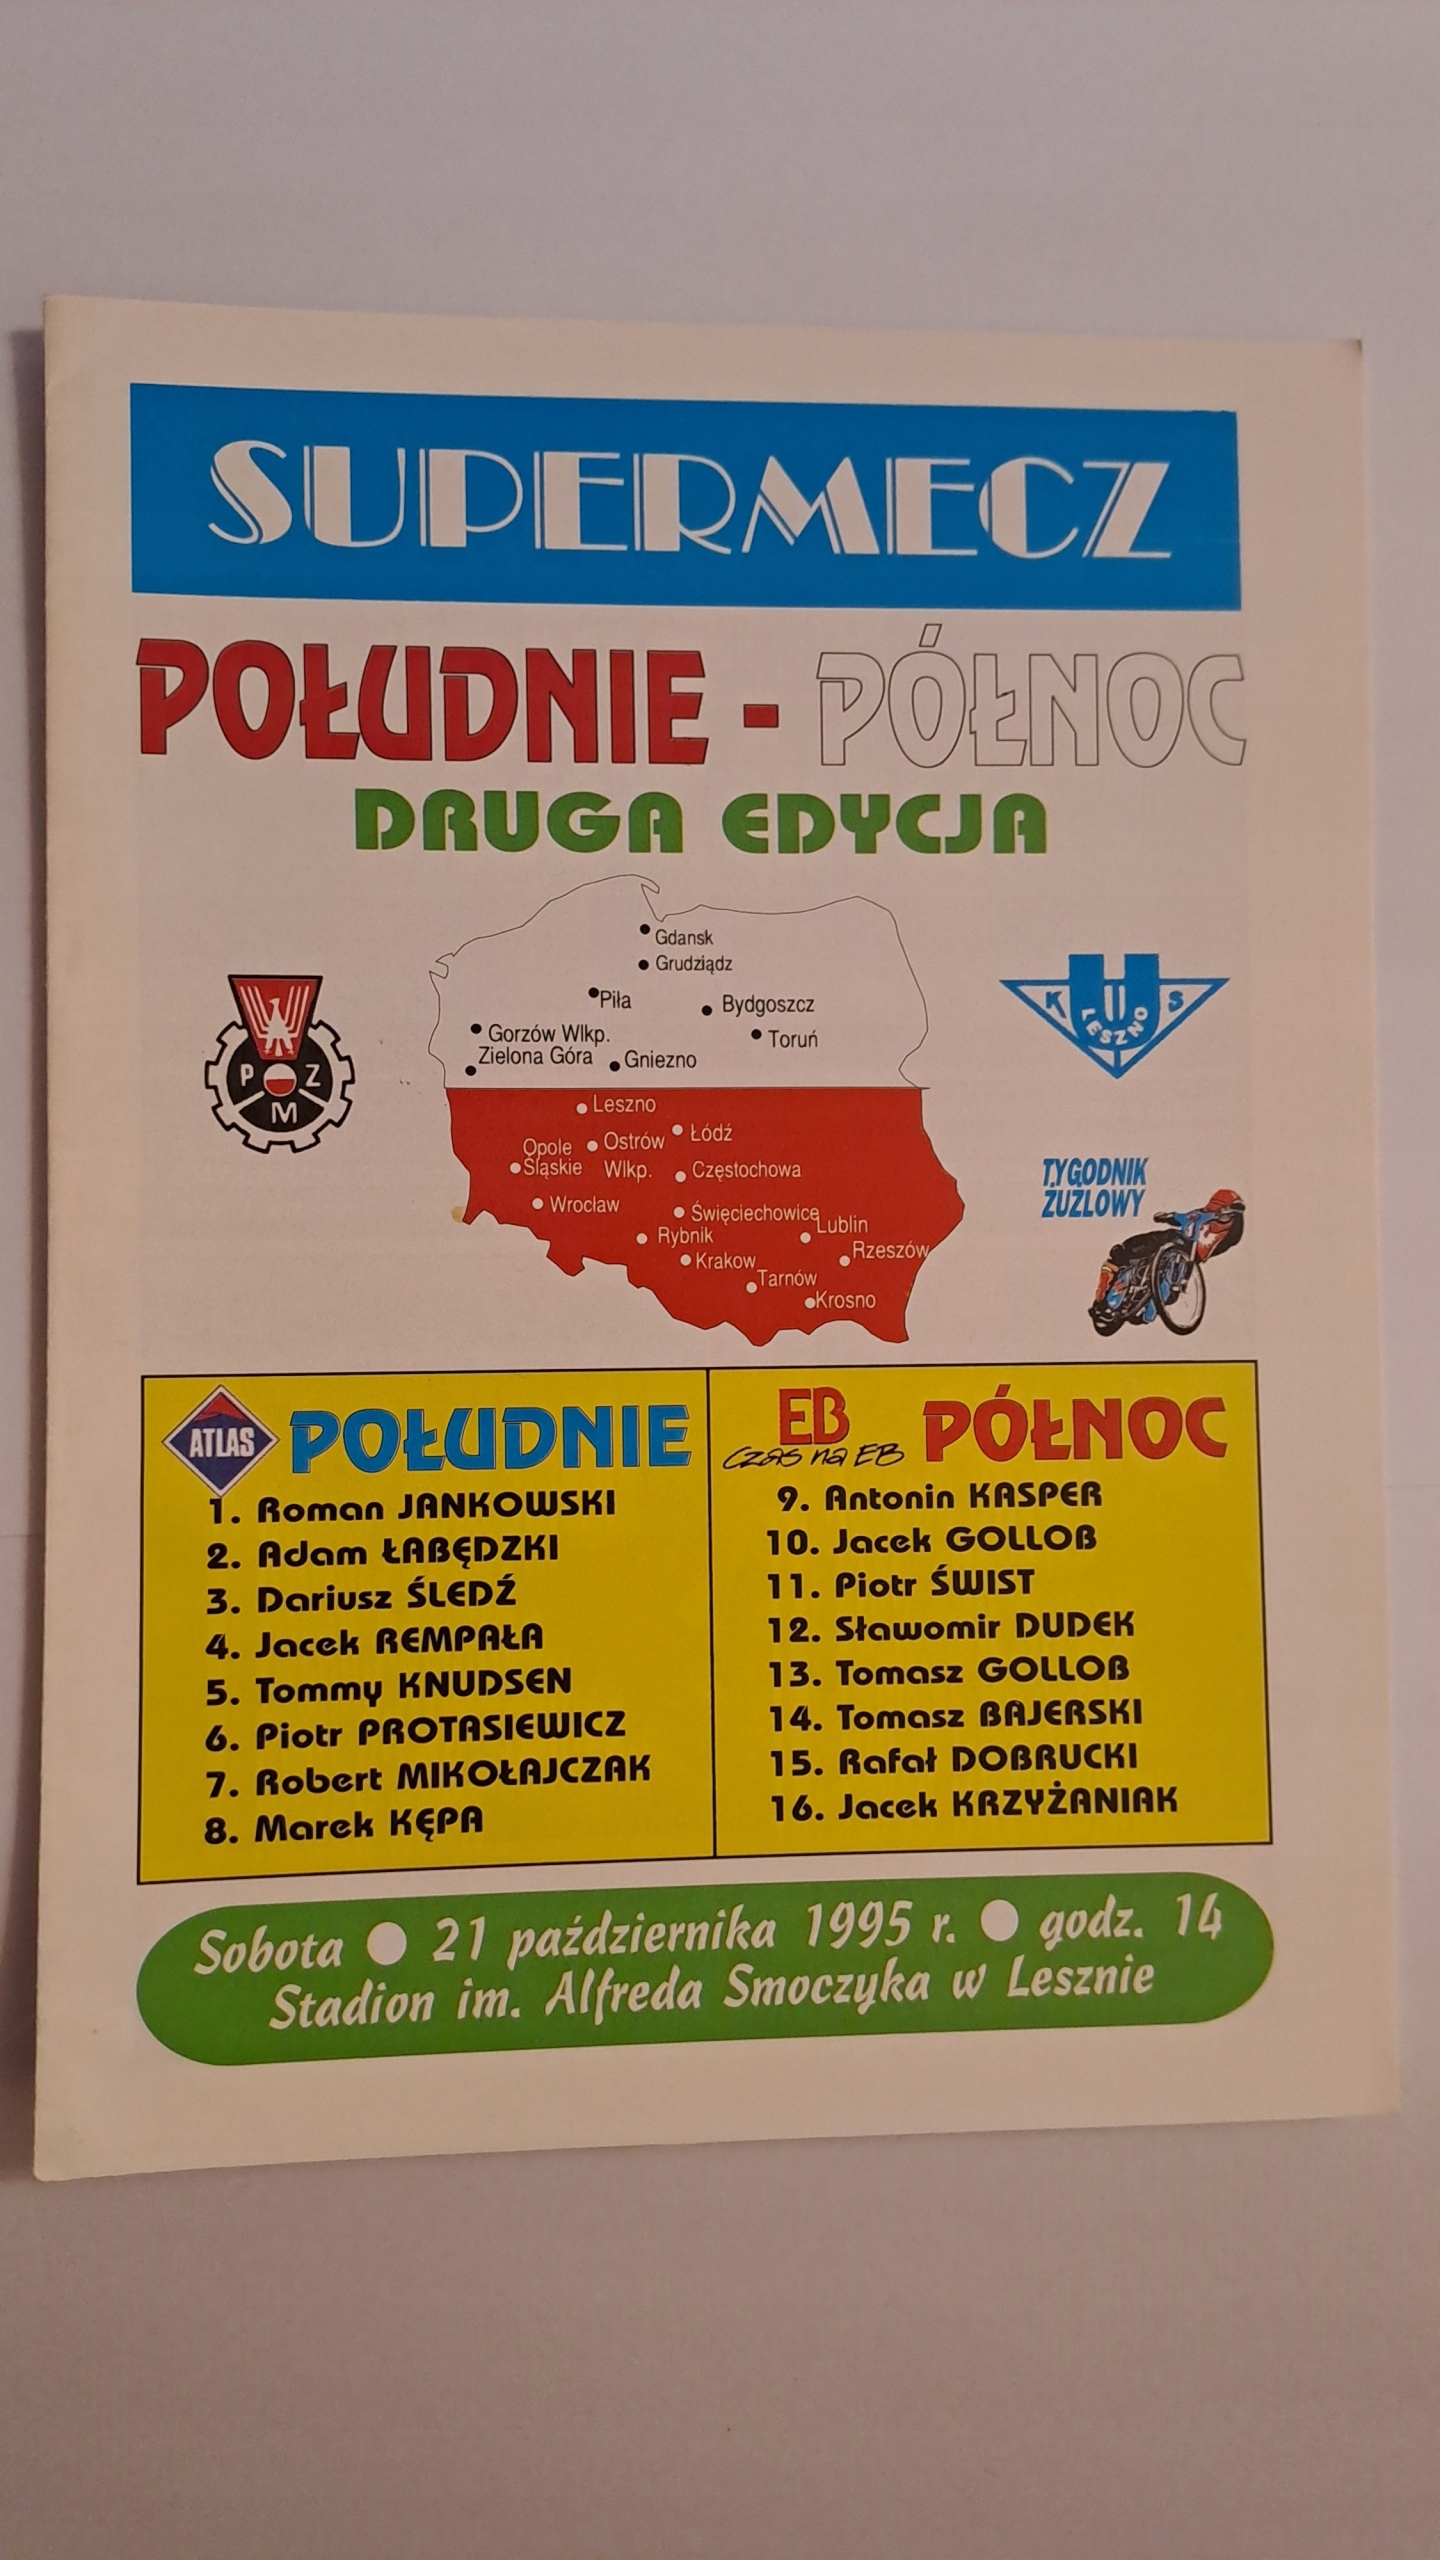 SUPERMECZ
POŁUDNIE - PÓŁNOC
DRUGA EDYCJA
Gdansk
Grudziądz
Piła
Bydgoszcz
Gorzów Wlkp.
Toruń
Zielona Góra
Gniezno
P Z
M
K U S
LESZNO
Leszno
Łódź
Opole
Śląskie
Ostrów
Wlkp.
Częstochowa
Wrocław
Święciechowice
Lublin
Rybnik
Krakow
Rzeszów
Tarnów
Krosno
TYGODNIK
ŻUŻLOWY
ATLAS
POŁUDNIE
1. Roman JANKOWSKI
2. Adam ŁABĘDZKI
3. Dariusz ŚLEDŹ
4. Jacek REMPAŁA
5. Tommy KNUDSEN
6. Piotr PROTASIEWICZ
7. Robert MIKOŁAJCZAK
8. Marek KĘPA
EB
czas na EB
PÓŁNOC
9. Antonin KASPER
10. Jacek GOLLOB
11. Piotr ŚWIST
12. Sławomir DUDEK
13. Tomasz GOLLOB
14. Tomasz BAJERSKI
15. Rafał DOBRUCKI
16. Jacek KRZYŻANIAK
Sobota ● 21 października 1995 r. ● godz. 14
Stadion im. Alfreda Smoczyka w Lesznie